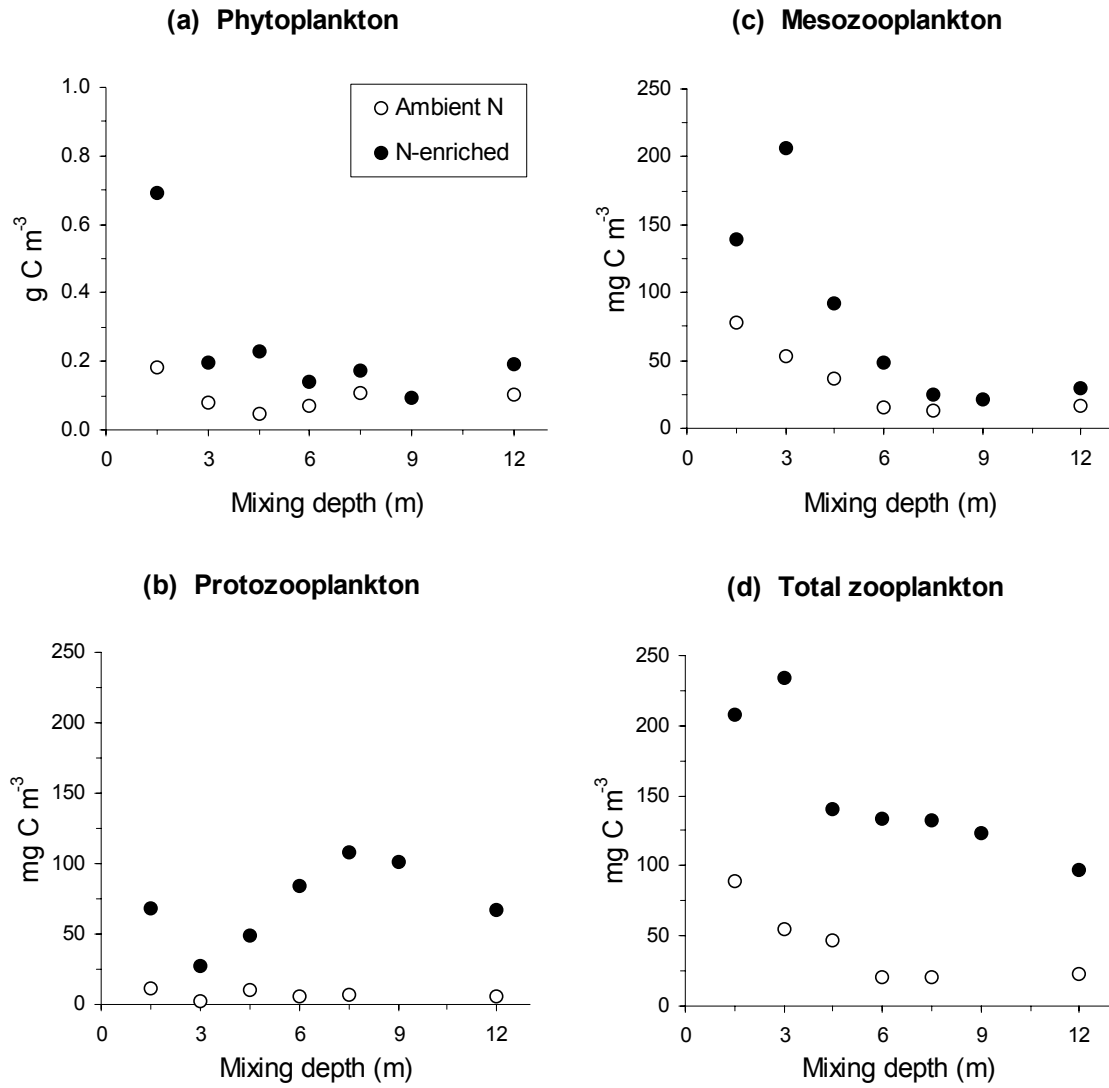 (a) Phytoplankton
1.0
0.8
0.6
0.4
0.2
0.0
g C m⁻³
Ambient N
N-enriched
0 3 6 9 12
Mixing depth (m)
(c) Mesozooplankton
250
200
150
100
50
0
mg C m⁻³
0 3 6 9 12
Mixing depth (m)
(b) Protozooplankton
250
200
150
100
50
0
mg C m⁻³
0 3 6 9 12
Mixing depth (m)
(d) Total zooplankton
250
200
150
100
50
0
mg C m⁻³
0 3 6 9 12
Mixing depth (m)